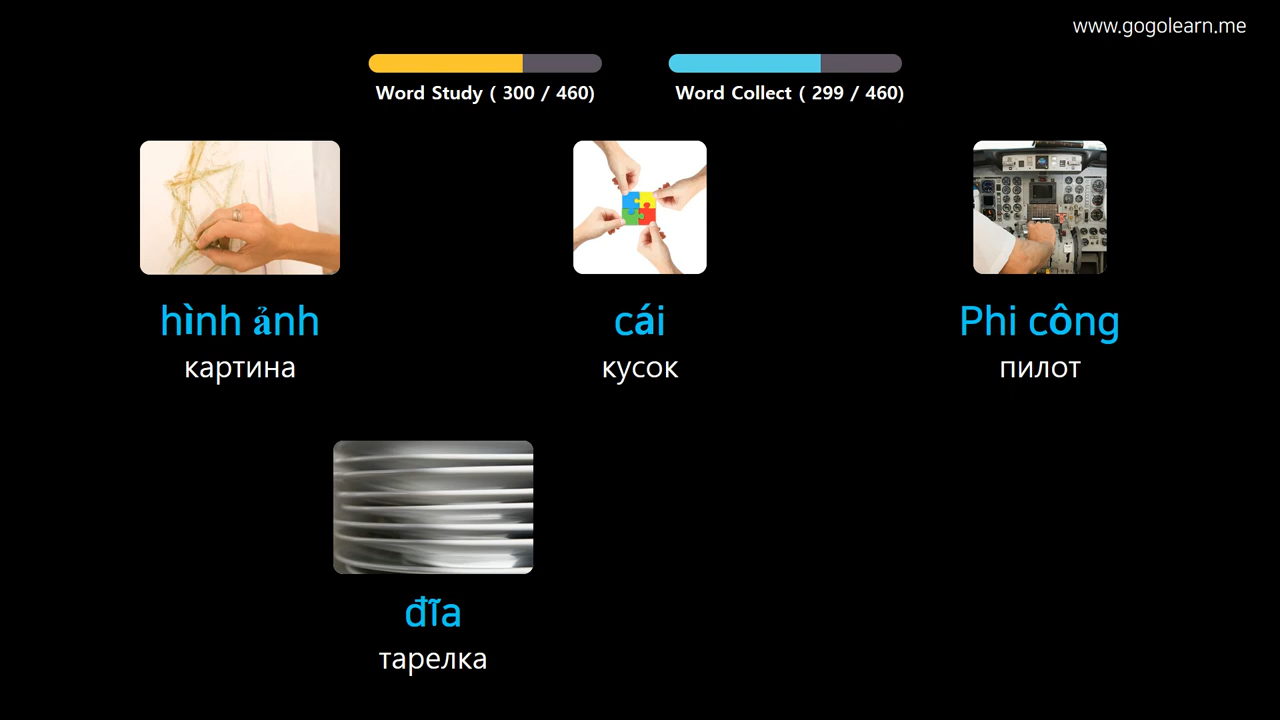 www.gogolearn.me
Word Study ( 300 / 460)
Word Collect ( 299 / 460)
hình ảnh
картина
cái
кусок
Phi công
пилот
đĩa
тарелка